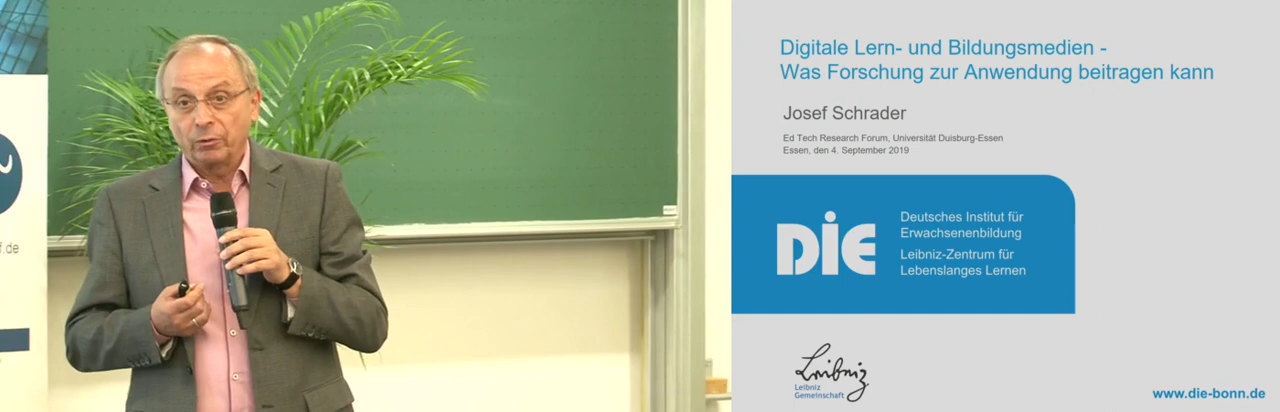 f.de
Digitale Lern- und Bildungsmedien -
Was Forschung zur Anwendung beitragen kann
Josef Schrader
Ed Tech Research Forum, Universität Duisburg-Essen
Essen, den 4. September 2019
DIE
Deutsches Institut für
Erwachsenenbildung
Leibniz-Zentrum für
Lebenslanges Lernen
Leibniz
Leibniz
Gemeinschaft
www.die-bonn.de